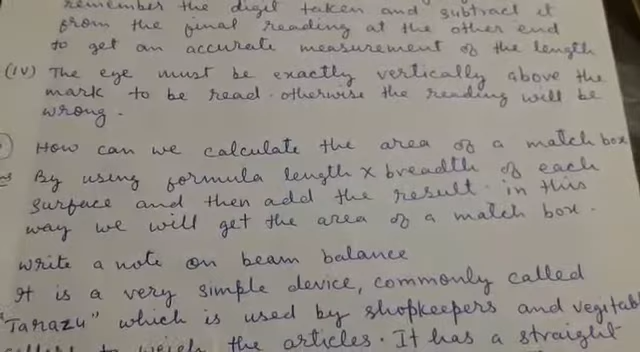 remember the digit taken and subtract it
from the final reading at the other end
to get an accurate measurement of the length
(iv) The eye must be exactly vertically above the
mark to be read. otherwise the reading will be
wrong.
How can we calculate the area of a match box
By using formula length × breadth of each
surface and then add the result. in this
way we will get the area of a match box.
write a note on beam balance
It is a very simple device, commonly called
"Tarazu" which is used by shopkeepers and vegitabl
to weigh the articles. It has a straight